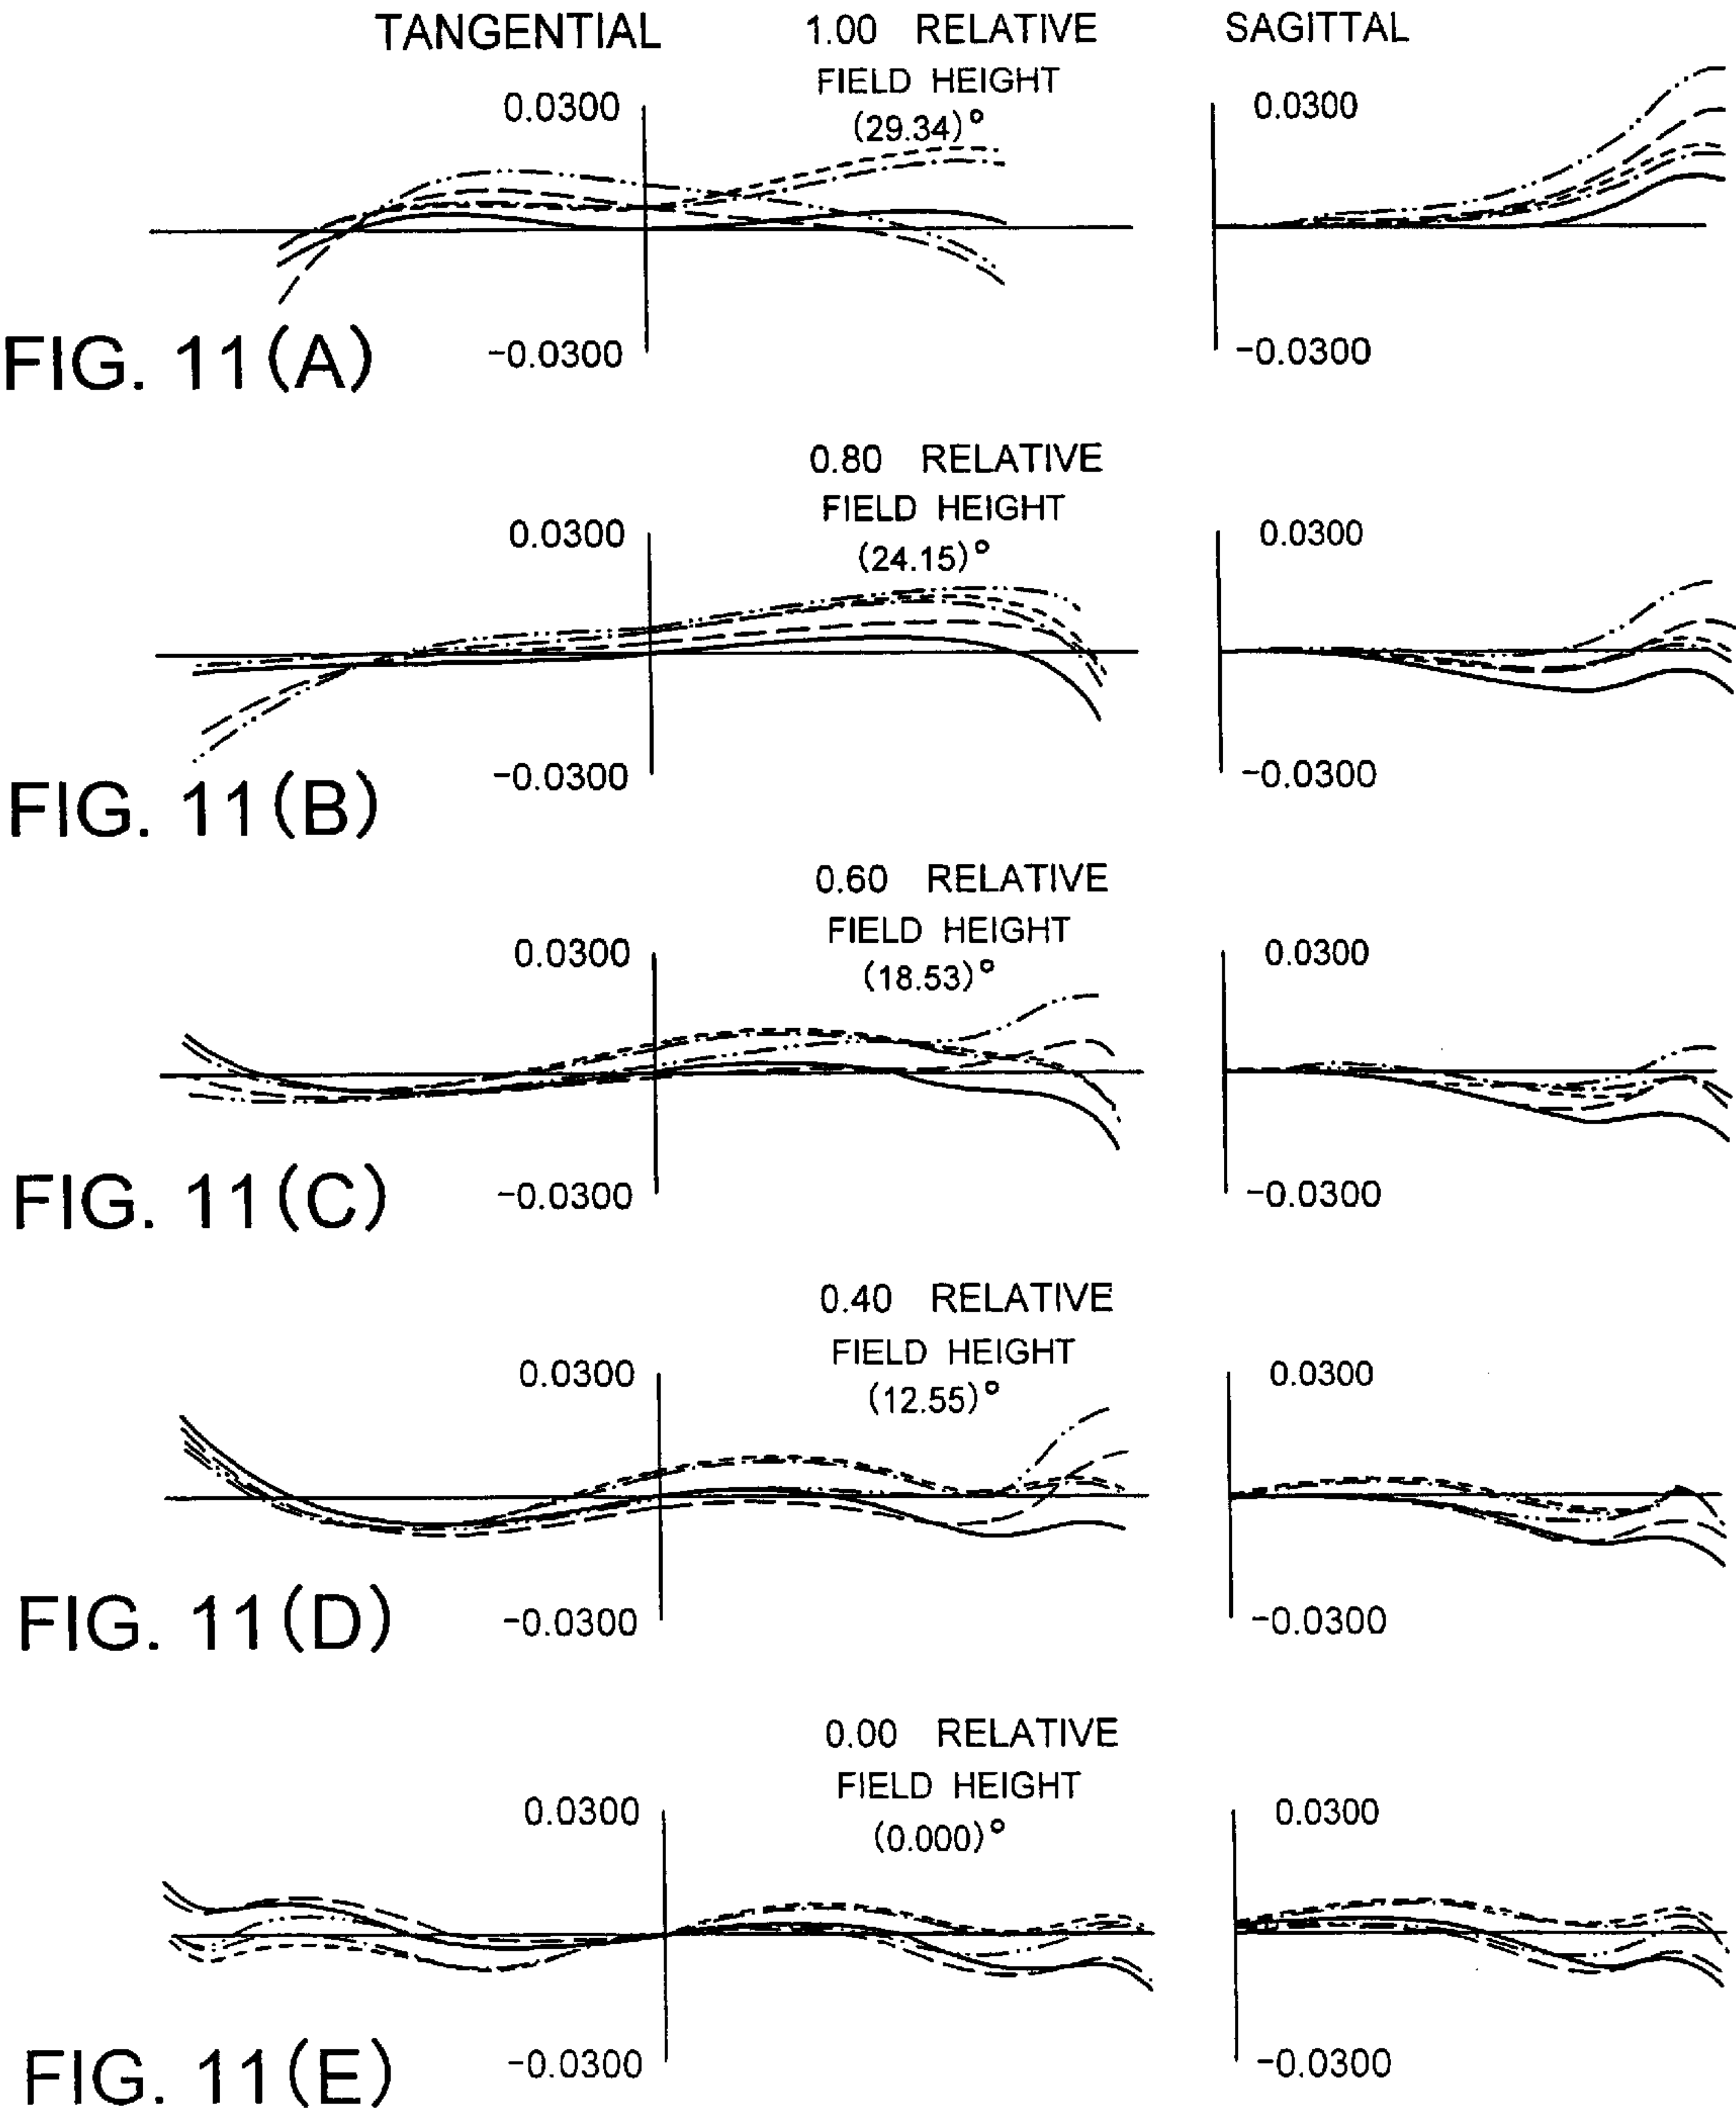 TANGENTIAL 1.00 RELATIVE SAGITTAL
FIELD HEIGHT
0.0300 (29.34)° 0.0300
FIG. 11(A) -0.0300 -0.0300
0.80 RELATIVE
FIELD HEIGHT
0.0300 (24.15)° 0.0300
FIG. 11(B) -0.0300 -0.0300
0.60 RELATIVE
FIELD HEIGHT
0.0300 (18.53)° 0.0300
FIG. 11(C) -0.0300 -0.0300
0.40 RELATIVE
FIELD HEIGHT
0.0300 (12.55)° 0.0300
FIG. 11(D) -0.0300 -0.0300
0.00 RELATIVE
FIELD HEIGHT
0.0300 (0.000)° 0.0300
FIG. 11(E) -0.0300 -0.0300